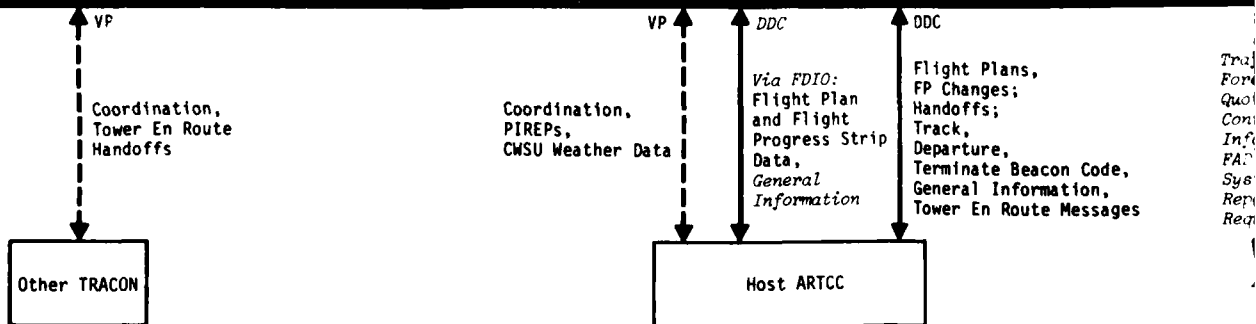 VP
Coordination,
Tower En Route
Handoffs
Other TRACON
VP
Coordination,
PIREPs,
CWSU Weather Data
DDC
Via FDIO:
Flight Plan
and Flight
Progress Strip
Data,
General
Information
DDC
Flight Plans,
FP Changes;
Handoffs;
Track,
Departure,
Terminate Beacon Code,
General Information,
Tower En Route Messages
Host ARTCC